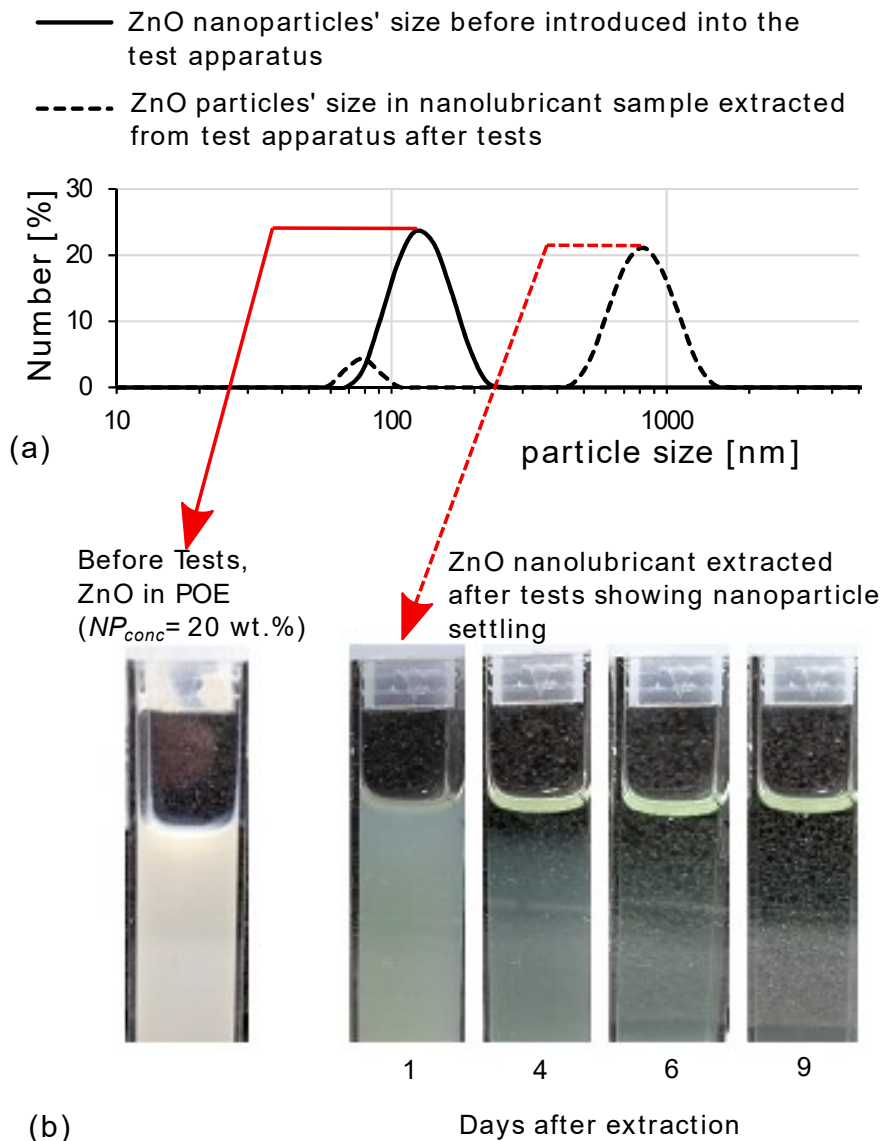 ZnO nanoparticles' size before introduced into the
test apparatus
ZnO particles' size in nanolubricant sample extracted
from test apparatus after tests
30
20
10
0
Number [%]
10 100 1000
(a)
particle size [nm]
Before Tests,
ZnO in POE
(NPconc= 20 wt.%)
ZnO nanolubricant extracted
after tests showing nanoparticle
settling
1 4 6 9
(b)
Days after extraction